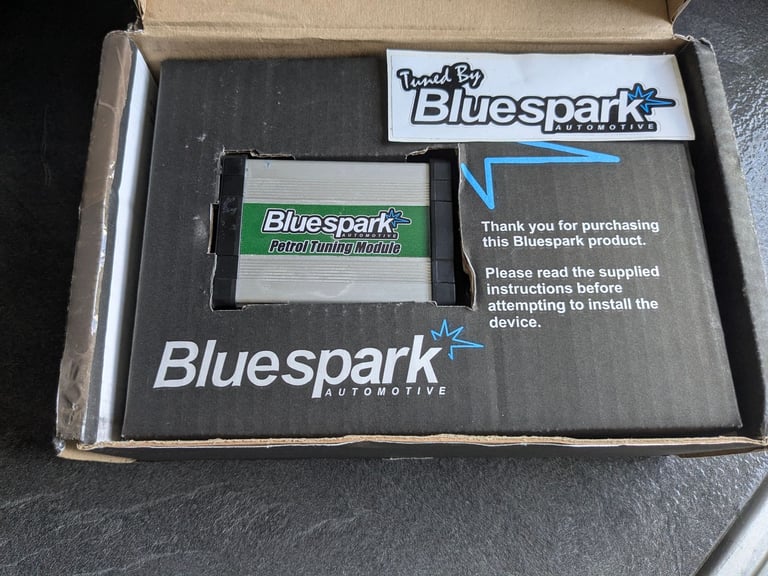 Tuned By
Bluespark
AUTOMOTIVE
Bluespark
AUTOMOTIVE
Petrol Tuning Module
Thank you for purchasing
this Bluespark product.
Please read the supplied
instructions before
attempting to install the
device.
Bluespark
AUTOMOTIVE